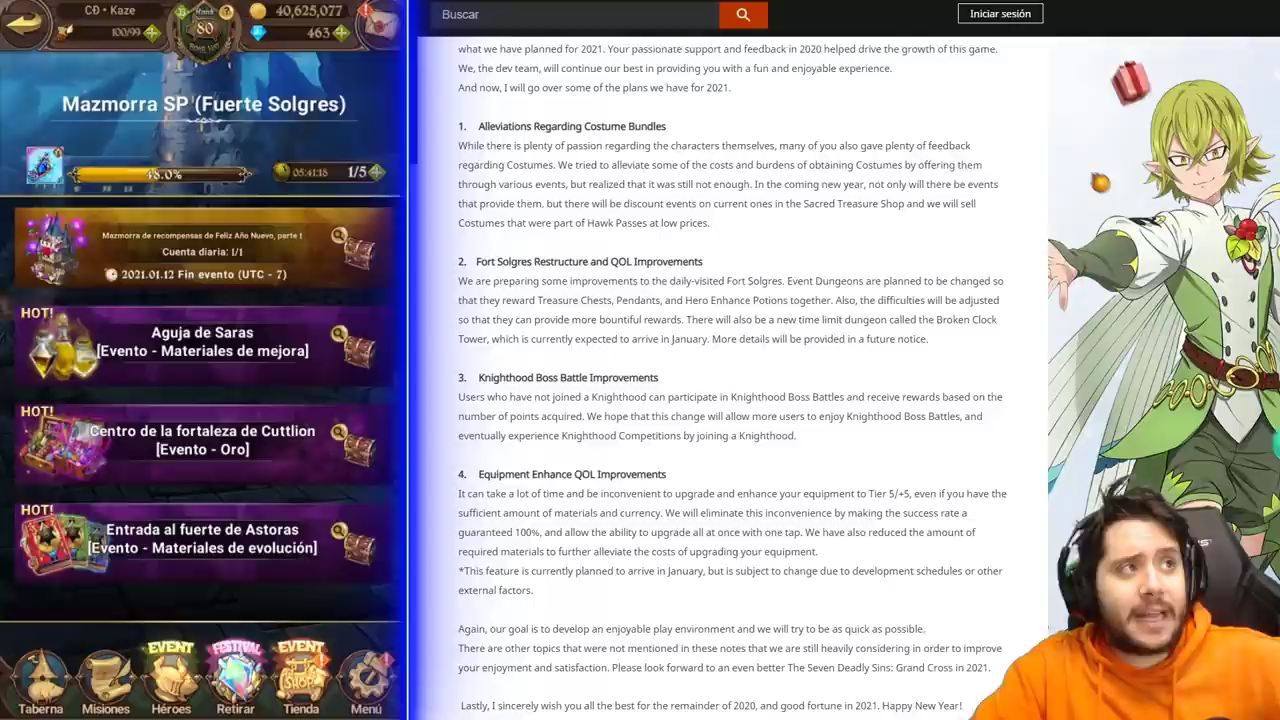 CĐ • Kaze
100/99
Rank
80
40,625,077
463
Mazmorra SP (Fuerte Solgres)
48.0%
05:41:18
1/5
Mazmorra de recompensas de Feliz Año Nuevo, parte 1
Cuenta diaria: 1/1
2021.01.12 Fin evento (UTC - 7)
HOT!
Aguja de Saras
[Evento - Materiales de mejora]
HOT!
Centro de la fortaleza de Cuttlion
[Evento - Oro]
HOT!
Entrada al fuerte de Astoras
[Evento - Materiales de evolución]
EVENT
FESTIVAL
EVENT
SHOP
Taberna
Misiones
Héroes
Retirar
Tienda
Menú
Buscar
Iniciar sesión
what we have planned for 2021. Your passionate support and feedback in 2020 helped drive the growth of this game.
We, the dev team, will continue our best in providing you with a fun and enjoyable experience.
And now, I will go over some of the plans we have for 2021.
1. Alleviations Regarding Costume Bundles
While there is plenty of passion regarding the characters themselves, many of you also gave plenty of feedback
regarding Costumes. We tried to alleviate some of the costs and burdens of obtaining Costumes by offering them
through various events, but realized that it was still not enough. In the coming new year, not only will there be events
that provide them, but there will be discount events on current ones in the Sacred Treasure Shop and we will sell
Costumes that were part of Hawk Passes at low prices.
2. Fort Solgres Restructure and QOL Improvements
We are preparing some improvements to the daily-visited Fort Solgres. Event Dungeons are planned to be changed so
that they reward Treasure Chests, Pendants, and Hero Enhance Potions together. Also, the difficulties will be adjusted
so that they can provide more bountiful rewards. There will also be a new time limit dungeon called the Broken Clock
Tower, which is currently expected to arrive in January. More details will be provided in a future notice.
3. Knighthood Boss Battle Improvements
Users who have not joined a Knighthood can participate in Knighthood Boss Battles and receive rewards based on the
number of points acquired. We hope that this change will allow more users to enjoy Knighthood Boss Battles, and
eventually experience Knighthood Competitions by joining a Knighthood.
4. Equipment Enhance QOL Improvements
It can take a lot of time and be inconvenient to upgrade and enhance your equipment to Tier 5/+5, even if you have the
sufficient amount of materials and currency. We will eliminate this inconvenience by making the success rate a
guaranteed 100%, and allow the ability to upgrade all at once with one tap. We have also reduced the amount of
required materials to further alleviate the costs of upgrading your equipment.
*This feature is currently planned to arrive in January, but is subject to change due to development schedules or other
external factors.
Again, our goal is to develop an enjoyable play environment and we will try to be as quick as possible.
There are other topics that were not mentioned in these notes that we are still heavily considering in order to improve
your enjoyment and satisfaction. Please look forward to an even better The Seven Deadly Sins: Grand Cross in 2021.
Lastly, I sincerely wish you all the best for the remainder of 2020, and good fortune in 2021. Happy New Year!